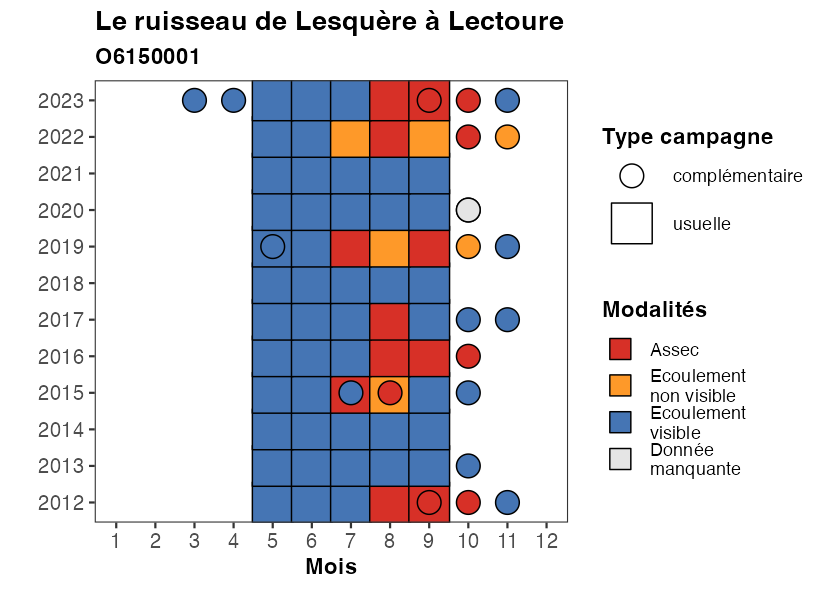 Le ruisseau de Lesquère à Lectoure
O6150001
2023
2022
2021
2020
2019
2018
2017
2016
2015
2014
2013
2012
1 2 3 4 5 6 7 8 9 10 11 12
Mois
Type campagne
complémentaire
usuelle
Modalités
Assec
Ecoulement
non visible
Ecoulement
visible
Donnée
manquante